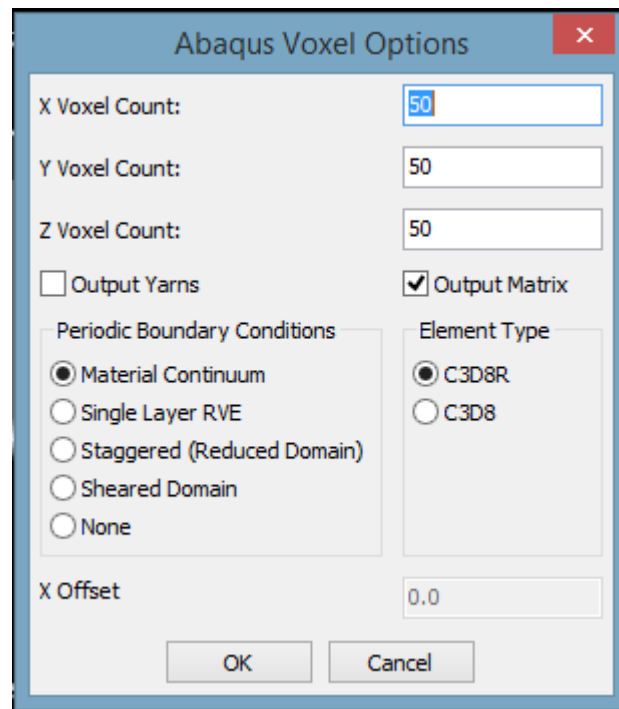 Abaqus Voxel Options
X Voxel Count: 50
Y Voxel Count: 50
Z Voxel Count: 50
Output Yarns
Output Matrix
Periodic Boundary Conditions
Material Continuum
Single Layer RVE
Staggered (Reduced Domain)
Sheared Domain
None
Element Type
C3D8R
C3D8
X Offset 0.0
OK
Cancel